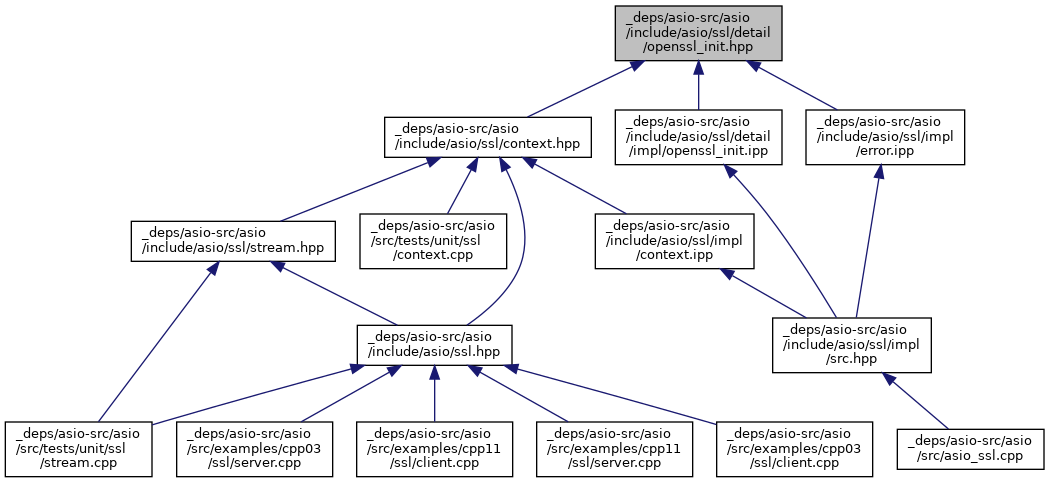 _deps/asio-src/asio
/include/asio/ssl/detail
/openssl_init.hpp
_deps/asio-src/asio
/include/asio/ssl/context.hpp
_deps/asio-src/asio
/include/asio/ssl/detail
/impl/openssl_init.ipp
_deps/asio-src/asio
/include/asio/ssl/impl
/error.ipp
_deps/asio-src/asio
/include/asio/ssl/stream.hpp
_deps/asio-src/asio
/src/tests/unit/ssl
/context.cpp
_deps/asio-src/asio
/include/asio/ssl/impl
/context.ipp
_deps/asio-src/asio
/include/asio/ssl.hpp
_deps/asio-src/asio
/include/asio/ssl/impl
/src.hpp
_deps/asio-src/asio
/src/tests/unit/ssl
/stream.cpp
_deps/asio-src/asio
/src/examples/cpp03
/ssl/server.cpp
_deps/asio-src/asio
/src/examples/cpp11
/ssl/client.cpp
_deps/asio-src/asio
/src/examples/cpp11
/ssl/server.cpp
_deps/asio-src/asio
/src/examples/cpp03
/ssl/client.cpp
_deps/asio-src/asio
/src/asio_ssl.cpp